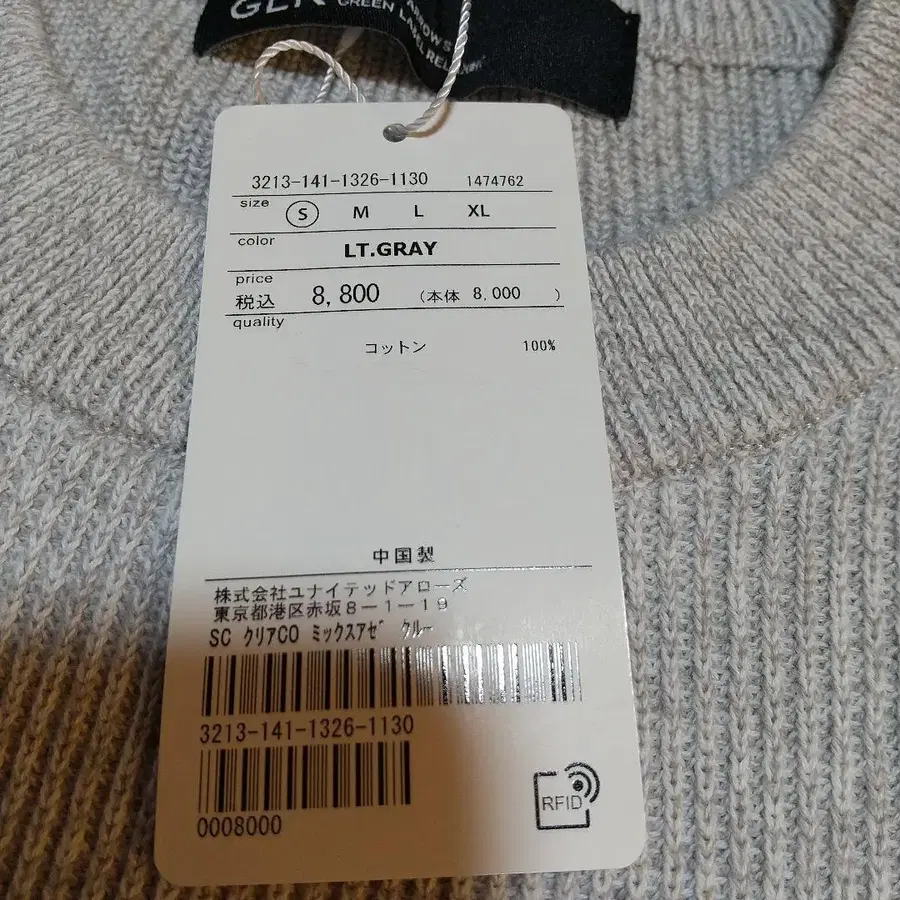 GLR
ARROWS
GREEN LABEL RELAXING
3213-141-1326-1130 1474762
size
S M L XL
color
LT.GRAY
price
税込 8,800 (本体 8,000 )
quality
コットン 100%
中国製
株式会社ユナイテッドアローズ
東京都港区赤坂8-1-19
SC クリアCO ミックスアゼ クルー
3213-141-1326-1130
0008000
RFID